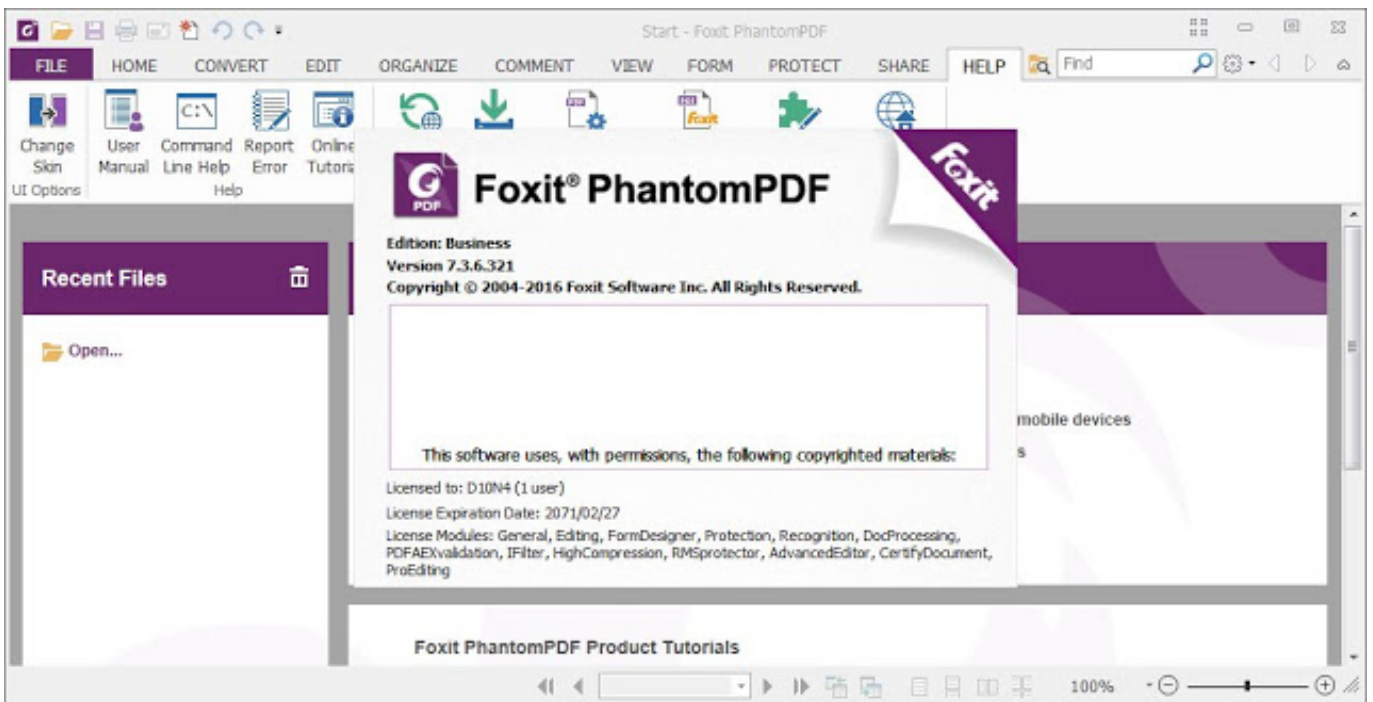 Start - Foxit PhantomPDF
FILE HOME CONVERT EDIT ORGANIZE COMMENT VIEW FORM PROTECT SHARE HELP Find
C:\
PDF
PDF
Foxit
Change Skin
User Manual
Command Line Help
Report Error
Online
UI Options
Help
Foxit
PDF
Foxit® PhantomPDF
Edition: Business
Version 7.3.6.321
Copyright © 2004-2016 Foxit Software Inc. All Rights Reserved.
Recent Files
Open...
This software uses, with permissions, the following copyrighted materials:
mobile devices
s
Licensed to: D10N4 (1 user)
License Expiration Date: 2071/02/27
License Modules: General, Editing, FormDesigner, Protection, Recognition, DocProcessing,
PDFAEXvalidation, IFilter, HighCompression, RMSprotector, AdvancedEditor, CertifyDocument,
ProEditing
Foxit PhantomPDF Product Tutorials
100%